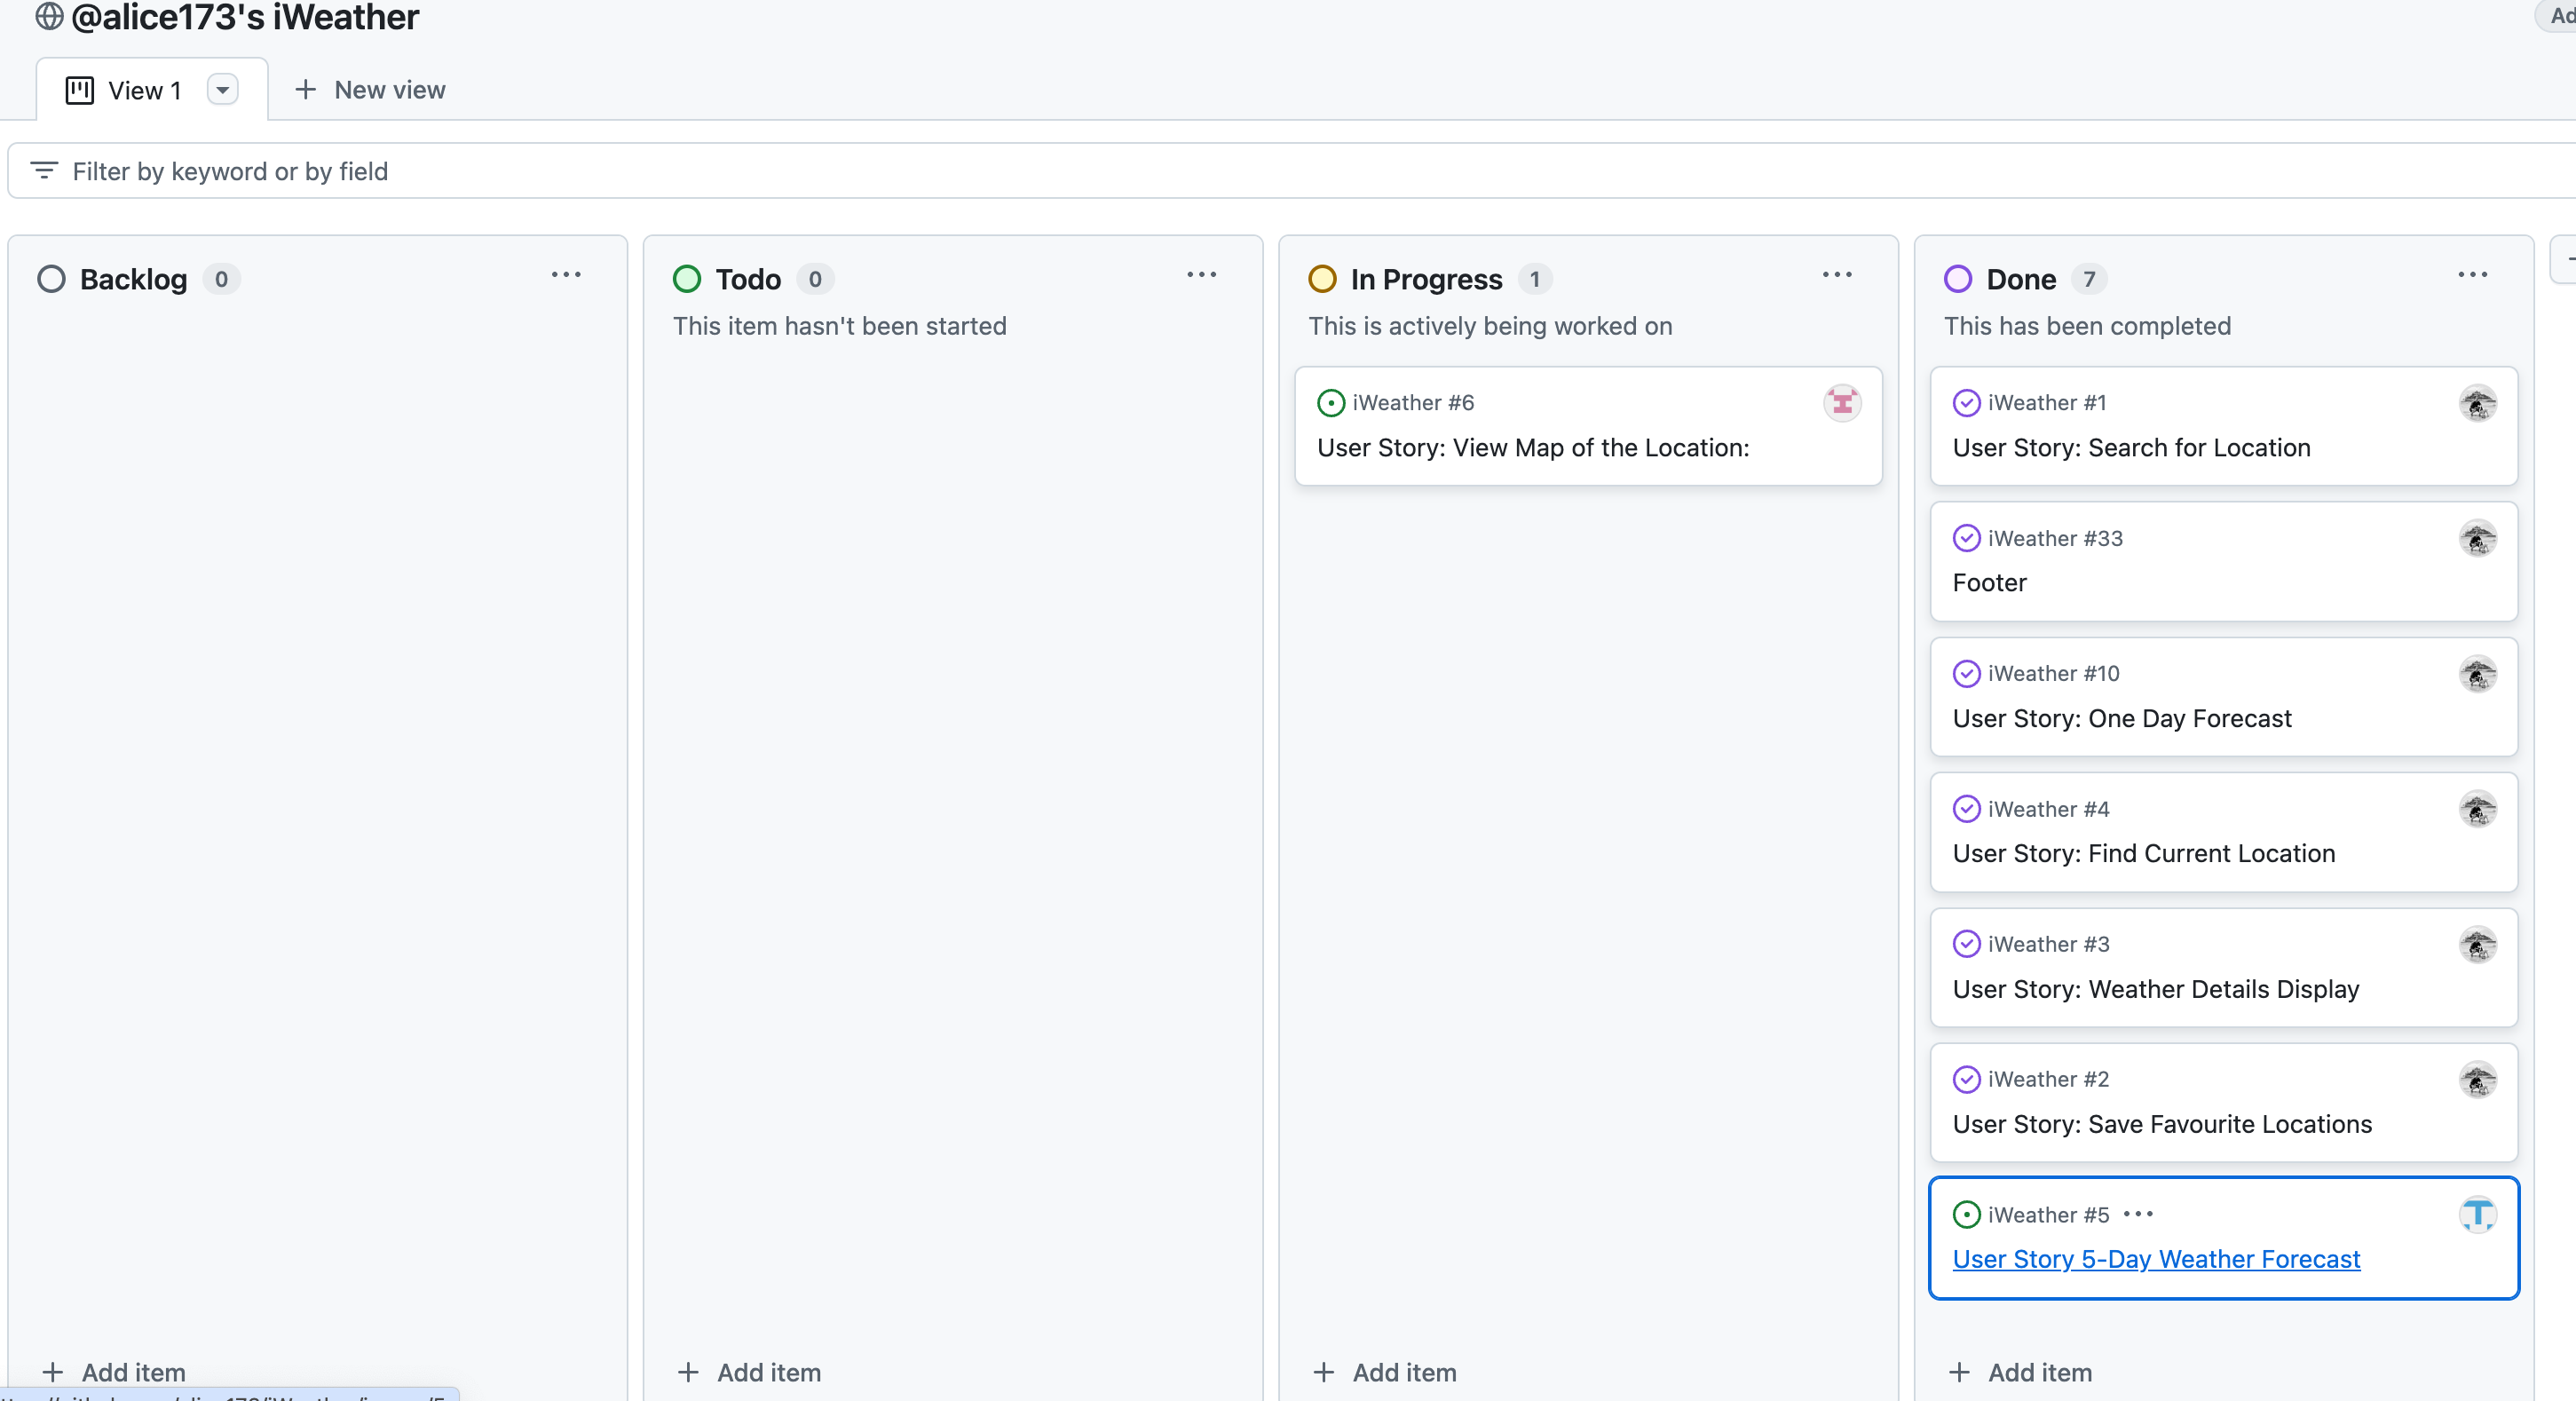 @alice173's iWeather
View 1
New view
Filter by keyword or by field
Backlog 0
Todo 0
This item hasn't been started
In Progress 1
This is actively being worked on
iWeather #6
User Story: View Map of the Location:
Done 7
This has been completed
iWeather #1
User Story: Search for Location
iWeather #33
Footer
iWeather #10
User Story: One Day Forecast
iWeather #4
User Story: Find Current Location
iWeather #3
User Story: Weather Details Display
iWeather #2
User Story: Save Favourite Locations
iWeather #5
User Story 5-Day Weather Forecast
Add item
Add item
Add item
Add item